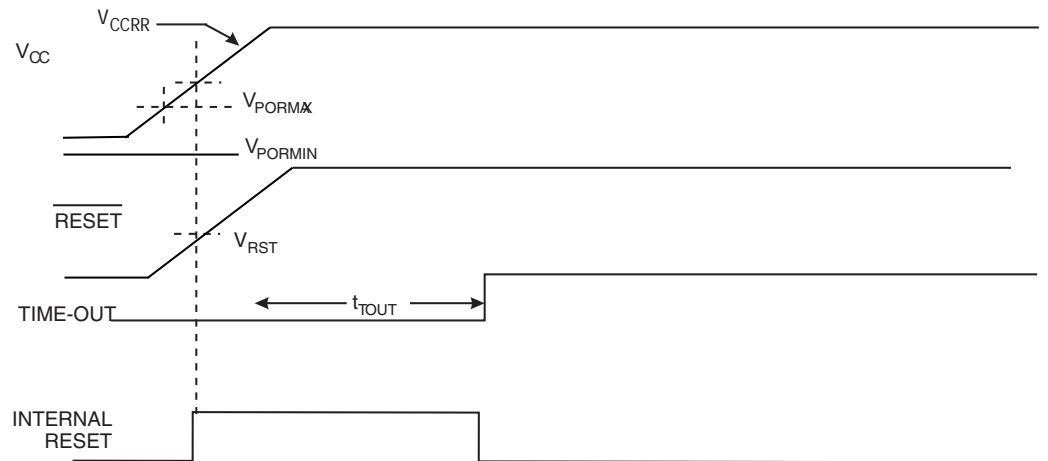 VCCRR
VCC
VPORMAX
VPORMIN
RESET
VRST
tTOUT
TIME-OUT
INTERNAL
RESET